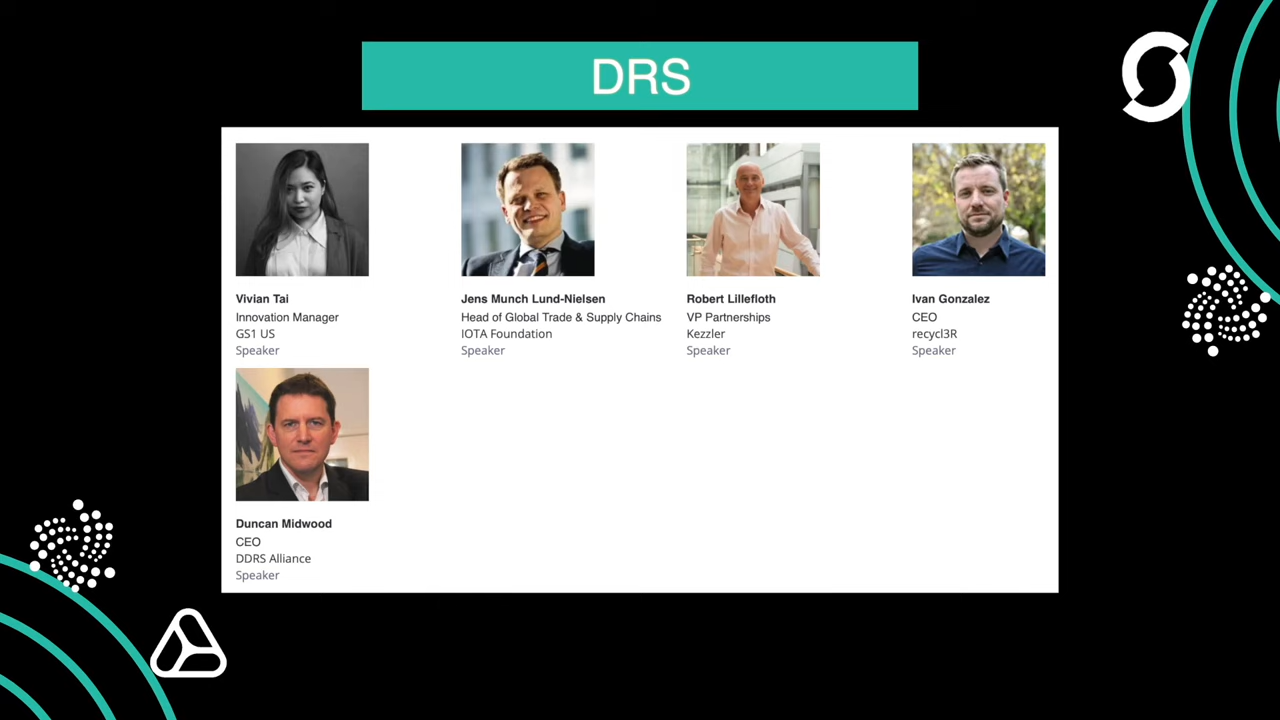 DRS
Vivian Tai
Innovation Manager
GS1 US
Speaker
Jens Munch Lund-Nielsen
Head of Global Trade & Supply Chains
IOTA Foundation
Speaker
Robert Lillefloth
VP Partnerships
Kezzler
Speaker
Ivan Gonzalez
CEO
recycl3R
Speaker
Duncan Midwood
CEO
DDRS Alliance
Speaker